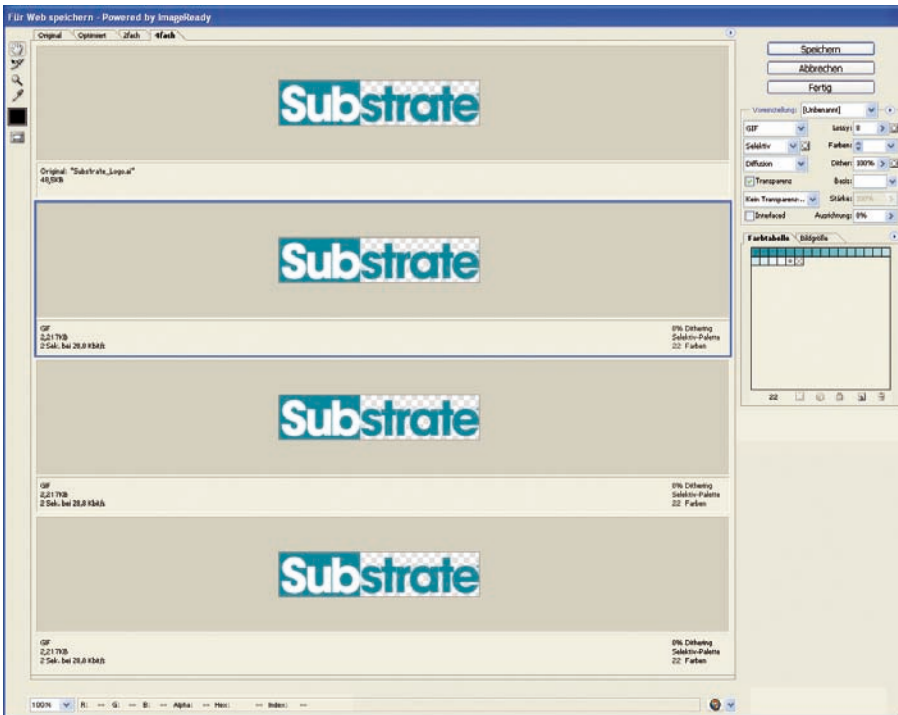 Für Web speichern - Powered by ImageReady
Original Optimiert 2fach 4fach
Substrate
Original: "Substrate_Logo.ai"
48,5KB
Substrate
GIF
2,217KB
2 Sek. bei 28,8 Kbit/s
0% Dithering
Selektiv-Palette
22 Farben
Substrate
GIF
2,217KB
2 Sek. bei 28,8 Kbit/s
0% Dithering
Selektiv-Palette
22 Farben
Substrate
GIF
2,217KB
2 Sek. bei 28,8 Kbit/s
0% Dithering
Selektiv-Palette
22 Farben
100% R: -- G: -- B: -- Alpha: -- Hex: -- Index: --
Speichern
Abbrechen
Fertig
Voreinstellung: [Unbenannt]
GIF Lossy: 0
Selektiv Farben:
Diffusion Dither: 100%
Transparenz Basis:
Kein Transparenz... Stärke: 100%
Interlaced Ausrichtung: 0%
Farbtabelle Bildgröße
22